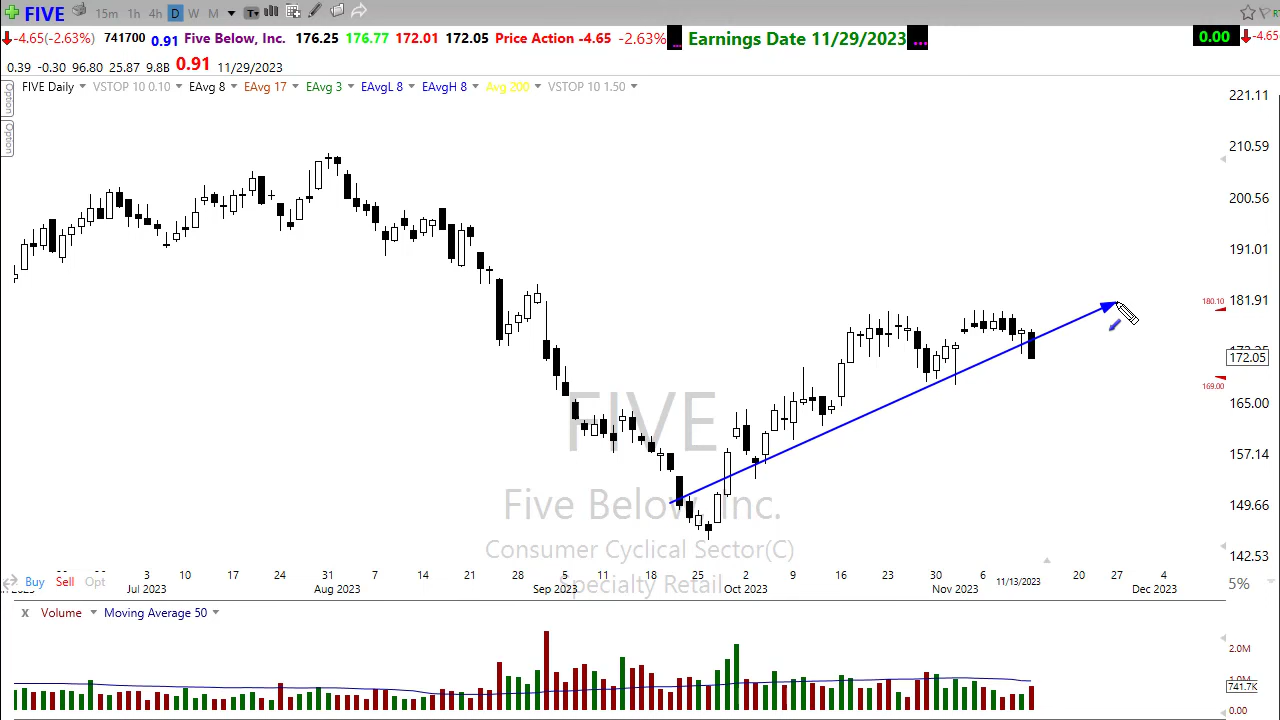 FIVE 15m 1h 4h D W M T
-4.65(-2.63%) 741700 0.91 Five Below, Inc. 176.25 176.77 172.01 172.05 Price Action -4.65 -2.63% ... Earnings Date 11/29/2023 ... 0.00 -4.65
0.39 -0.30 96.80 25.87 9.8B 0.91 11/29/2023
FIVE Daily VSTOP 10 0.10 EAvg 8 EAvg 17 EAvg 3 EAvgL 8 EAvgH 8 Avg 200 VSTOP 10 1.50
Option
Option
221.11
210.59
200.56
191.01
181.91
180.10
172.05
169.00
165.00
157.14
149.66
142.53
FIVE
Five Below, Inc.
Consumer Cyclical Sector(C)
Specialty Retail
3 10 17 24 31 7 14 21 28 5 11 18 25 2 9 16 23 30 6 11/13/2023 20 27 4
Buy Sell Opt
Jul 2023 Aug 2023 Sep 2023 Oct 2023 Nov 2023 Dec 2023
5%
x Volume Moving Average 50
2.0M
741.7K
0.00